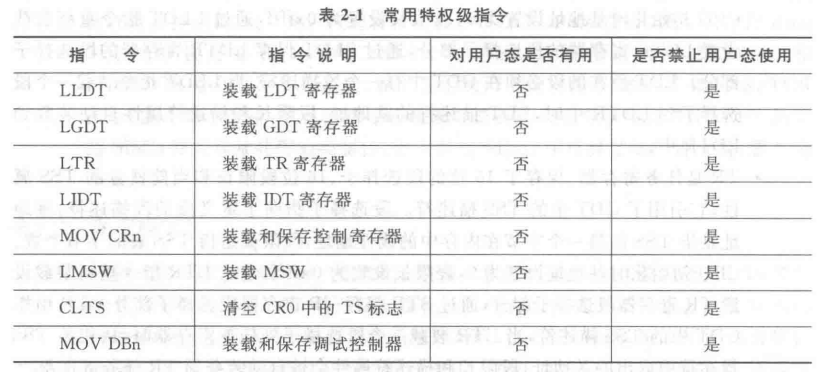 表 2-1 常用特权级指令
指 令 指 令 说 明 对用户态是否有用 是否禁止用户态使用
LLDT 装载 LDT 寄存器 否 是
LGDT 装载 GDT 寄存器 否 是
LTR 装载 TR 寄存器 否 是
LIDT 装载 IDT 寄存器 否 是
MOV CRn 装载和保存控制寄存器 否 是
LMSW 装载 MSW 否 是
CLTS 清空 CR0 中的 TS 标志 否 是
MOV DBn 装载和保存调试控制器 否 是